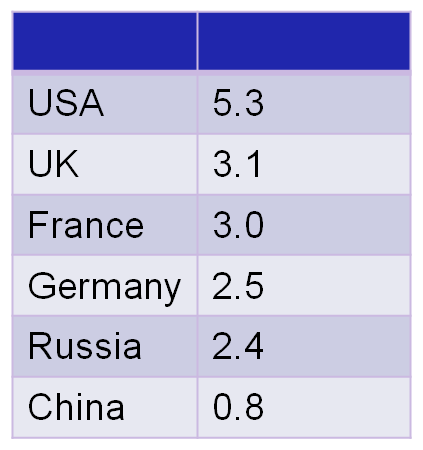 USA 5.3
UK 3.1
France 3.0
Germany 2.5
Russia 2.4
China 0.8